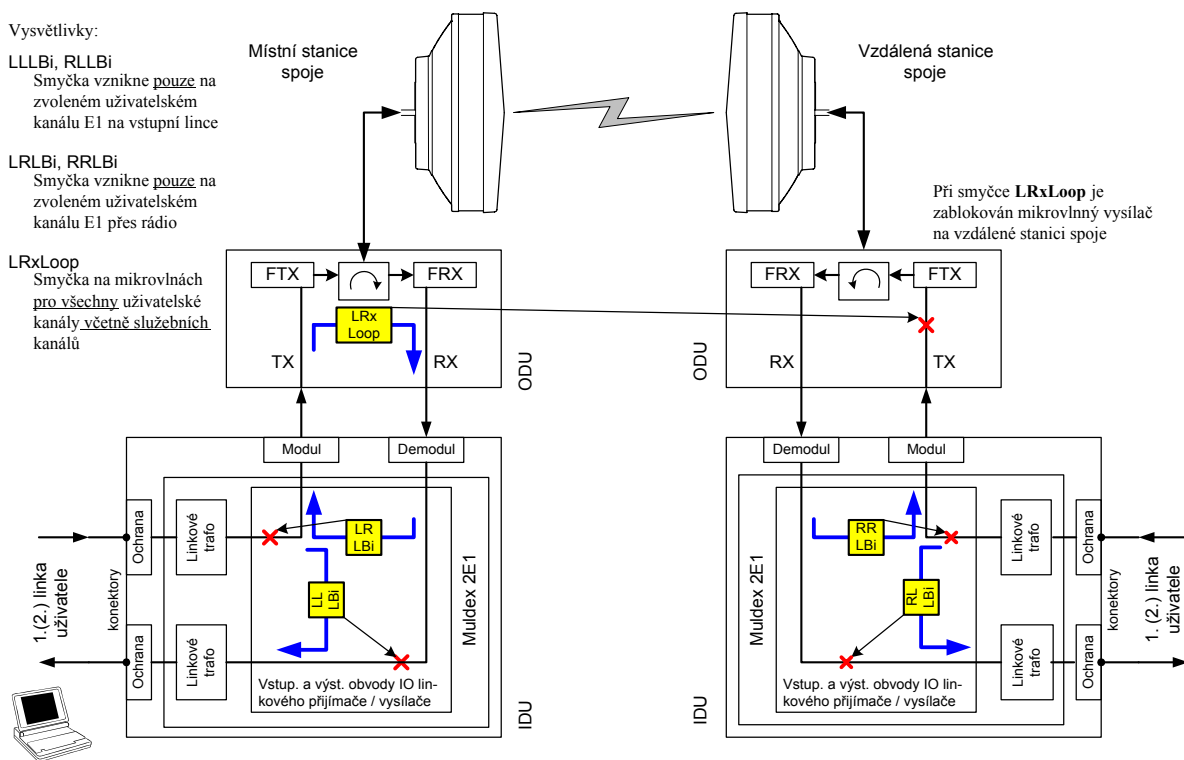 Vysvětlivky:
LLLBi, RLLBi
Smyčka vznikne pouze na
zvoleném uživatelském
kanálu E1 na vstupní lince
LRLBi, RRLBi
Smyčka vznikne pouze na
zvoleném uživatelském
kanálu E1 přes rádio
LRxLoop
Smyčka na mikrovlnách
pro všechny uživatelské
kanály včetně služebních
kanálů
Místní stanice
spoje
Vzdálená stanice
spoje
Při smyčce LRxLoop je
zablokován mikrovlnný vysílač
na vzdálené stanici spoje
FTX
FRX
LRx
Loop
TX
RX
ODU
FRX
FTX
RX
TX
ODU
Modul
Demodul
Ochrana
Linkové
trafo
LR
LBi
LL
LBi
Muldex 2E1
konektory
1.(2.) linka
uživatele
Ochrana
Linkové
trafo
Vstup. a výst. obvody IO lin-
kového přijímače / vysílače
IDU
Demodul
Modul
Muldex 2E1
RR
LBi
RL
LBi
Linkové
trafo
Ochrana
konektory
1. (2.) linka
uživatele
Linkové
trafo
Ochrana
Vstup. a výst. obvody IO lin-
kového přijímače / vysílače
IDU